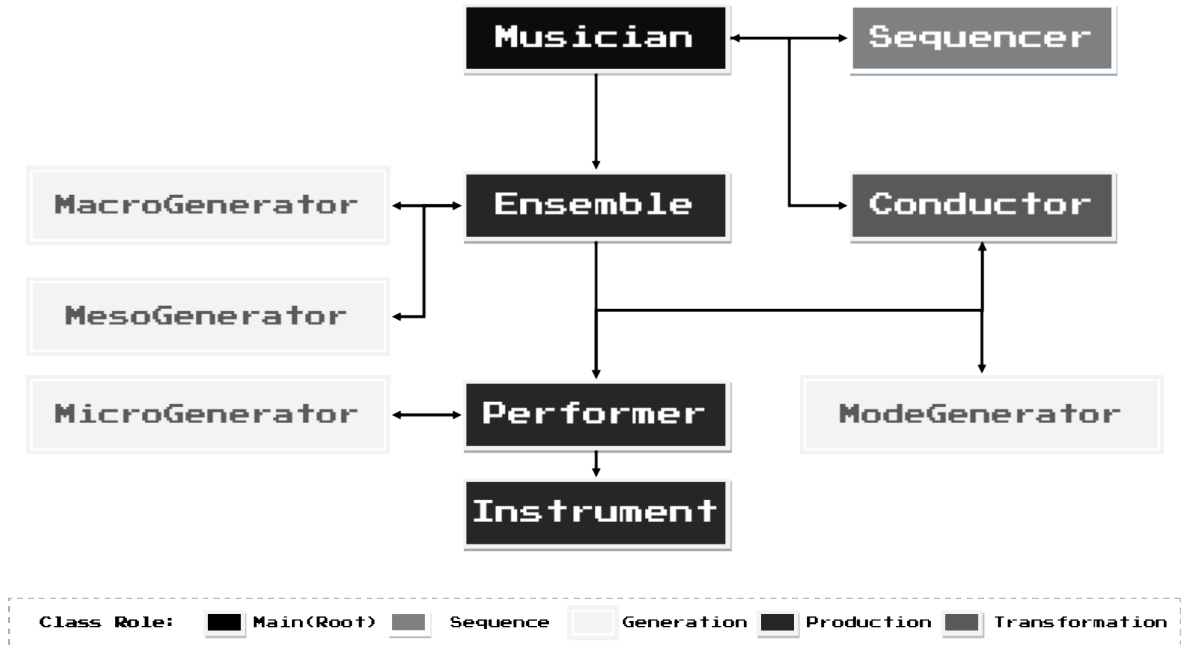 Musician
Sequencer
MacroGenerator
Ensemble
Conductor
MesoGenerator
MicroGenerator
Performer
ModeGenerator
Instrument
Class Role: Main(Root) Sequence Generation Production Transformation